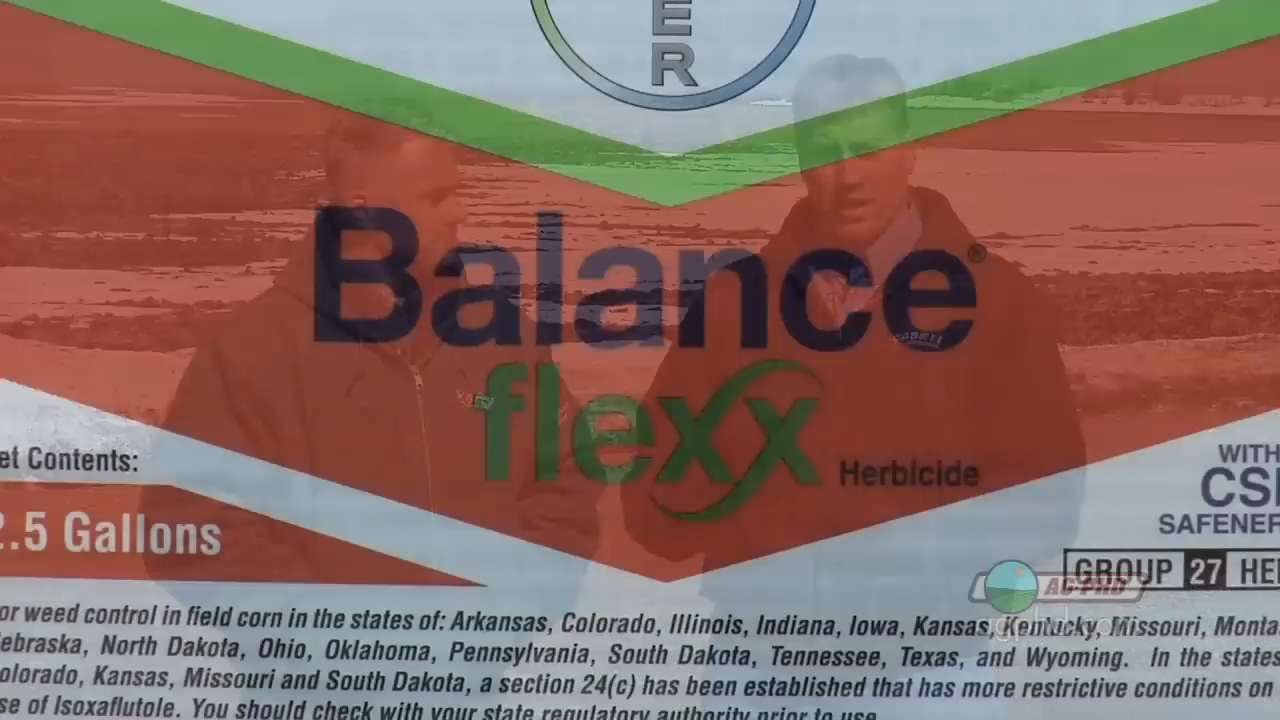 E
R
Balance®
flexx Herbicide
et Contents:
2.5 Gallons
WITH
CSI
SAFENER
GROUP 27 HE
AG PHD
or weed control in field corn in the states of: Arkansas, Colorado, Illinois, Indiana, Iowa, Kansas, Kentucky, Missouri, Monta
ebraska, North Dakota, Ohio, Oklahoma, Pennsylvania, South Dakota, Tennessee, Texas, and Wyoming. In the states
olorado, Kansas, Missouri and South Dakota, a section 24(c) has been established that has more restrictive conditions on
se of Isoxaflutole. You should check with your state regulatory authority prior to use.